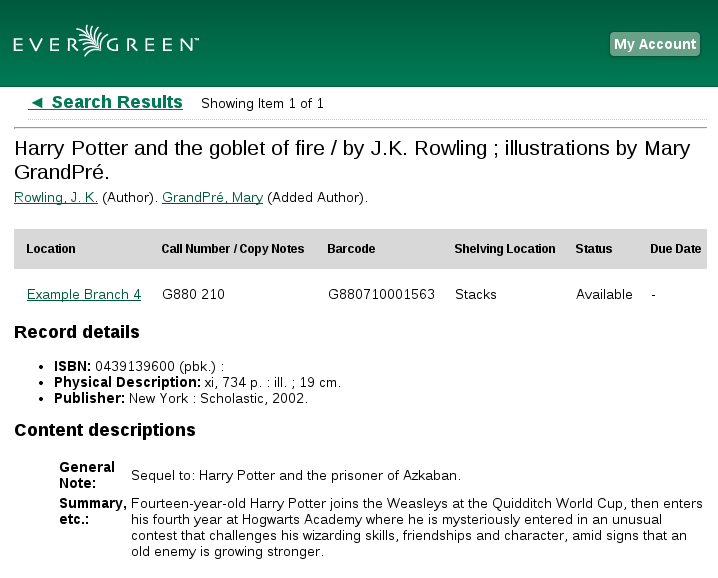 EVERGREEN™
My Account
◄ Search Results Showing Item 1 of 1
Harry Potter and the goblet of fire / by J.K. Rowling ; illustrations by Mary
GrandPré.
Rowling, J. K. (Author). GrandPré, Mary (Added Author).
Location Call Number / Copy Notes Barcode Shelving Location Status Due Date
Example Branch 4 G880 210 G880710001563 Stacks Available -
Record details
• ISBN: 0439139600 (pbk.) :
• Physical Description: xi, 734 p. : ill. ; 19 cm.
• Publisher: New York : Scholastic, 2002.
Content descriptions
General
Note: Sequel to: Harry Potter and the prisoner of Azkaban.
Summary, Fourteen-year-old Harry Potter joins the Weasleys at the Quidditch World Cup, then enters
etc.: his fourth year at Hogwarts Academy where he is mysteriously entered in an unusual
contest that challenges his wizarding skills, friendships and character, amid signs that an
old enemy is growing stronger.